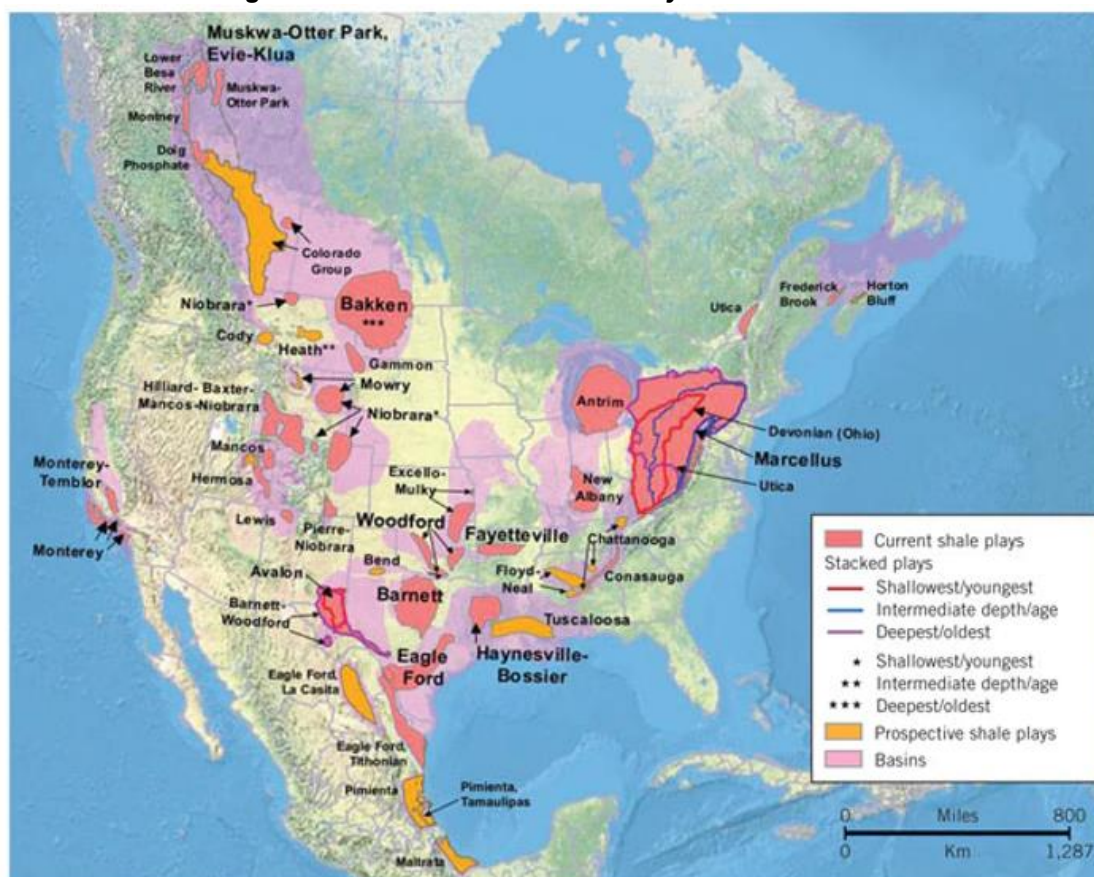 Muskwa-Otter Park,
Evie-Klua
Lower
Besa
River
Muskwa-
Otter Park
Montney
Doig
Phosphate
Colorado
Group
Niobrara*
Bakken
***
Cody
Heath**
Gammon
Mowry
Hilliard- Baxter-
Mancos-Niobrara
Niobrara*
Mancos
Hermosa
Lewis
Pierre-
Niobrara
Monterey-
Temblor
Monterey
Excello-
Mulky
Woodford
Fayetteville
Bend
Avalon
Barnett
Barnett-
Woodford
Antrim
New
Albany
Devonian (Ohio)
Marcellus
Utica
Utica
Frederick
Brook
Horton
Bluff
Chattanooga
Floyd-
Neal
Conasauga
Tuscaloosa
Haynesville-
Bossier
Eagle
Ford
Eagle Ford,
La Casita
Eagle Ford,
Tithonian
Pimienta
Pimienta,
Tamaulipas
Maltrata
Current shale plays
Stacked plays
Shallowest/youngest
Intermediate depth/age
Deepest/oldest
* Shallowest/youngest
** Intermediate depth/age
*** Deepest/oldest
Prospective shale plays
Basins
0 Miles 800
0 Km 1,287